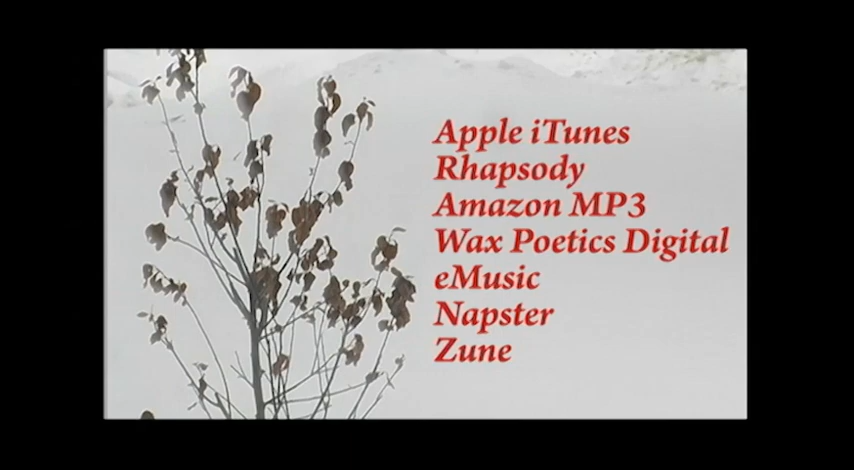 Apple iTunes
Rhapsody
Amazon MP3
Wax Poetics Digital
eMusic
Napster
Zune